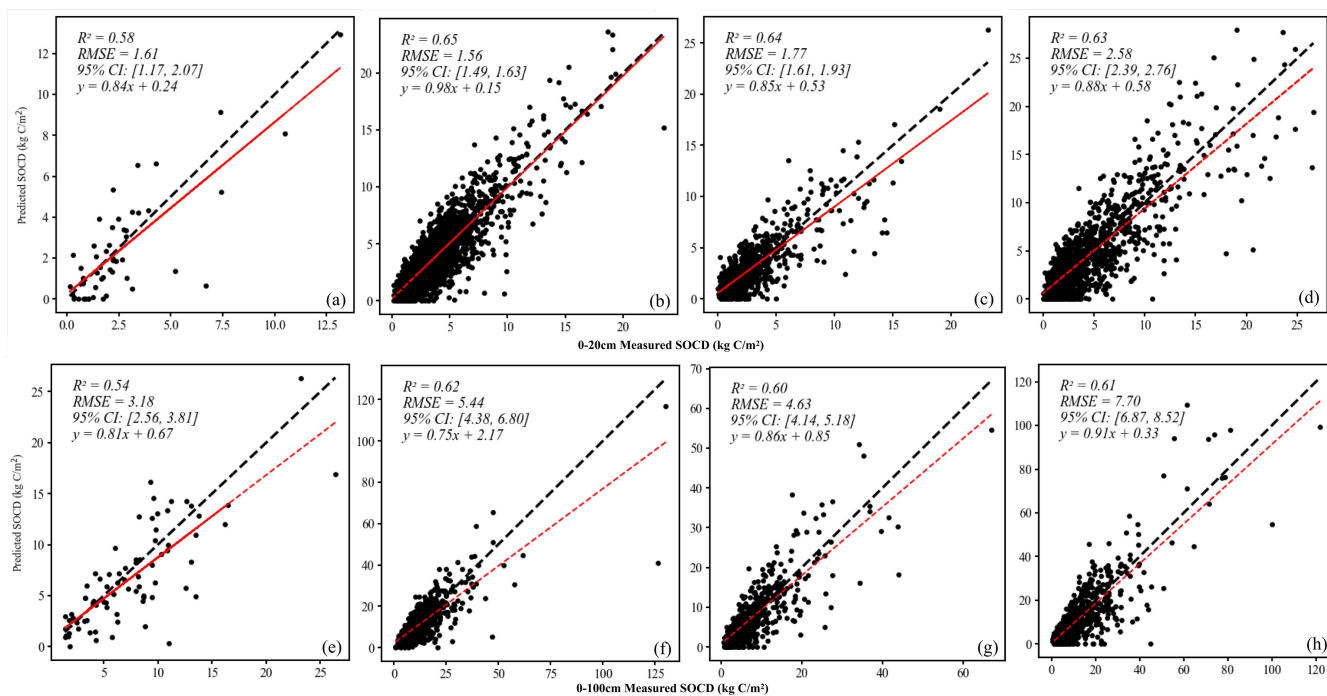 Predicted SOCD (kg C/m²)
12
10
8
6
4
2
0
R² = 0.58
RMSE = 1.61
95% CI: [1.17, 2.07]
y = 0.84x + 0.24
(a)
0.0 2.5 5.0 7.5 10.0 12.5
20
15
10
5
0
R² = 0.65
RMSE = 1.56
95% CI: [1.49, 1.63]
y = 0.98x + 0.15
(b)
0 5 10 15 20
25
20
15
10
5
0
R² = 0.64
RMSE = 1.77
95% CI: [1.61, 1.93]
y = 0.85x + 0.53
(c)
0 5 10 15 20
25
20
15
10
5
0
R² = 0.63
RMSE = 2.58
95% CI: [2.39, 2.76]
y = 0.88x + 0.58
(d)
0 5 10 15 20 25
0-20cm Measured SOCD (kg C/m²)
Predicted SOCD (kg C/m²)
25
20
15
10
5
0
R² = 0.54
RMSE = 3.18
95% CI: [2.56, 3.81]
y = 0.81x + 0.67
(e)
5 10 15 20 25
120
100
80
60
40
20
0
R² = 0.62
RMSE = 5.44
95% CI: [4.38, 6.80]
y = 0.75x + 2.17
(f)
0 25 50 75 100 125
70
60
50
40
30
20
10
0
R² = 0.60
RMSE = 4.63
95% CI: [4.14, 5.18]
y = 0.86x + 0.85
(g)
0 20 40 60
120
100
80
60
40
20
0
R² = 0.61
RMSE = 7.70
95% CI: [6.87, 8.52]
y = 0.91x + 0.33
(h)
0 20 40 60 80 100 120
0-100cm Measured SOCD (kg C/m²)